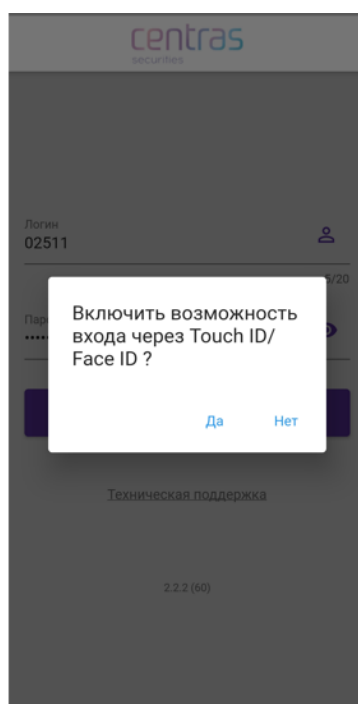 centras
securities
Логин
02511
5/20
Включить возможность
входа через Touch ID/
Face ID ?
Да Нет
Техническая поддержка
2.2.2 (60)